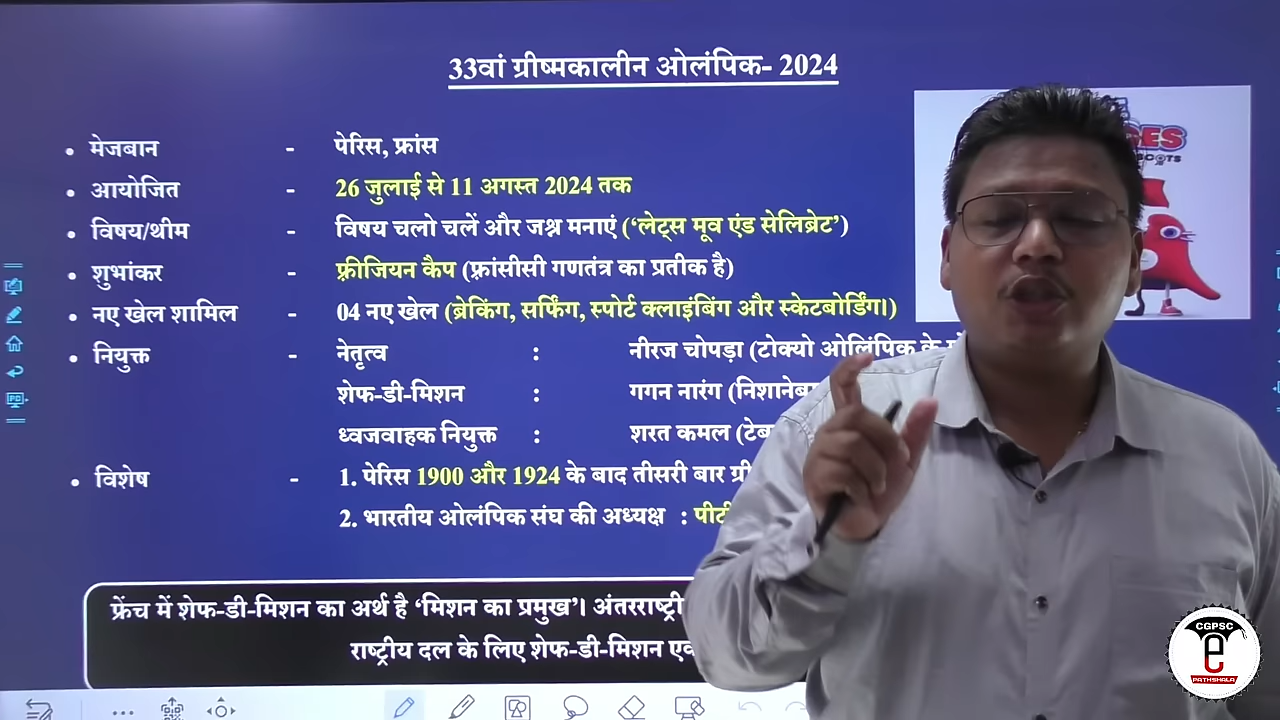 33वां ग्रीष्मकालीन ओलंपिक- 2024
GES
SCOTS
• मेजबान - पेरिस, फ्रांस
• आयोजित - 26 जुलाई से 11 अगस्त 2024 तक
• विषय/थीम - विषय चलो चलें और जश्न मनाएं (‘लेट्स मूव एंड सेलिब्रेट’)
• शुभांकर - फ़्रीजियन कैप (फ़्रांसीसी गणतंत्र का प्रतीक है)
• नए खेल शामिल - 04 नए खेल (ब्रेकिंग, सर्फिंग, स्पोर्ट क्लाइंबिंग और स्केटबोर्डिंग।)
• नियुक्त - नेतृत्व : नीरज चोपड़ा (टोक्यो ओलिंपिक के
शेफ-डी-मिशन : गगन नारंग (निशानेबा
ध्वजवाहक नियुक्त : शरत कमल (टेब
• विशेष - 1. पेरिस 1900 और 1924 के बाद तीसरी बार ग्री
2. भारतीय ओलंपिक संघ की अध्यक्ष : पीटी
फ्रेंच में शेफ-डी-मिशन का अर्थ है ‘मिशन का प्रमुख’। अंतरराष्ट्री
राष्ट्रीय दल के लिए शेफ-डी-मिशन एक
CGPSC
e
PATHSHALA